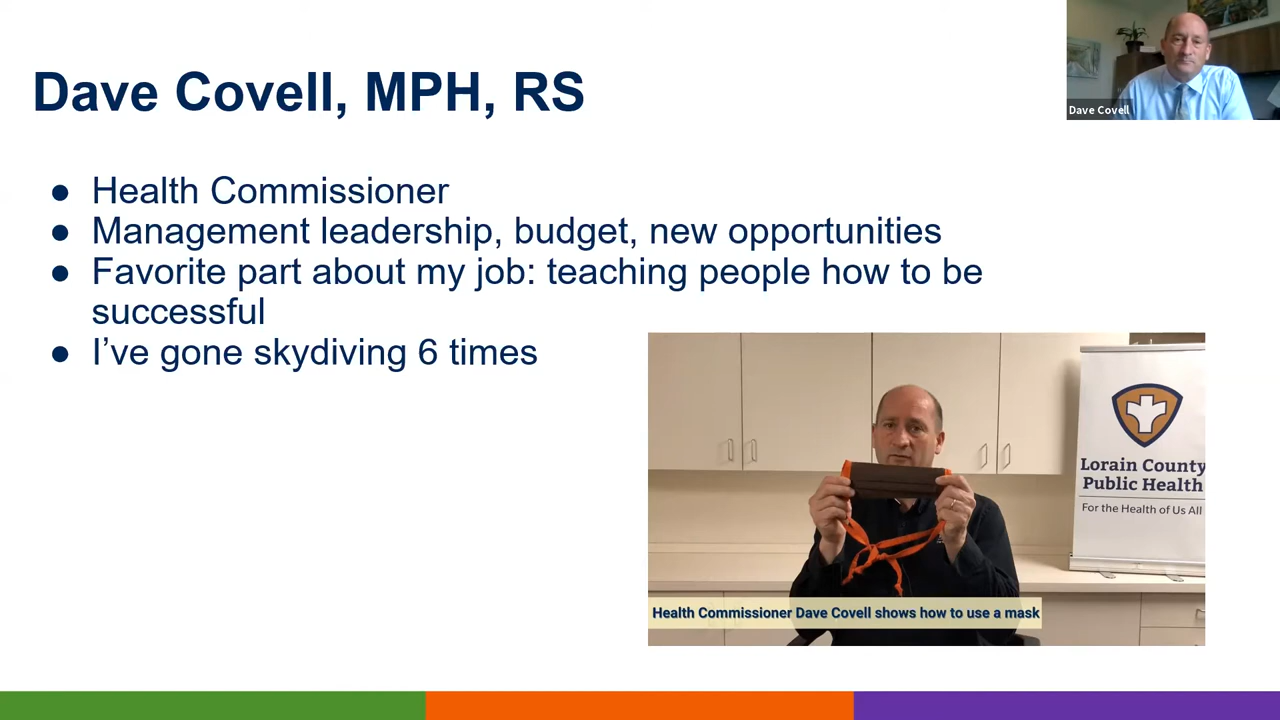 Dave Covell, MPH, RS
Dave Covell
● Health Commissioner
● Management leadership, budget, new opportunities
● Favorite part about my job: teaching people how to be
successful
● I’ve gone skydiving 6 times
Lorain County
Public Health
For the Health of Us All
Health Commissioner Dave Covell shows how to use a mask